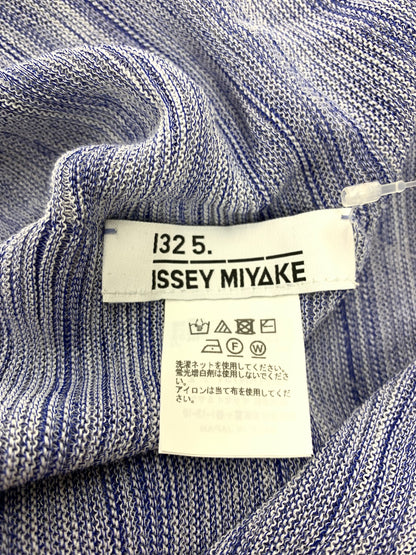 132 5.
ISSEY MIYAKE
F W
洗濯ネットを使用してください。
蛍光増白剤は使用しないでください。
アイロンは当て布を使用してください。